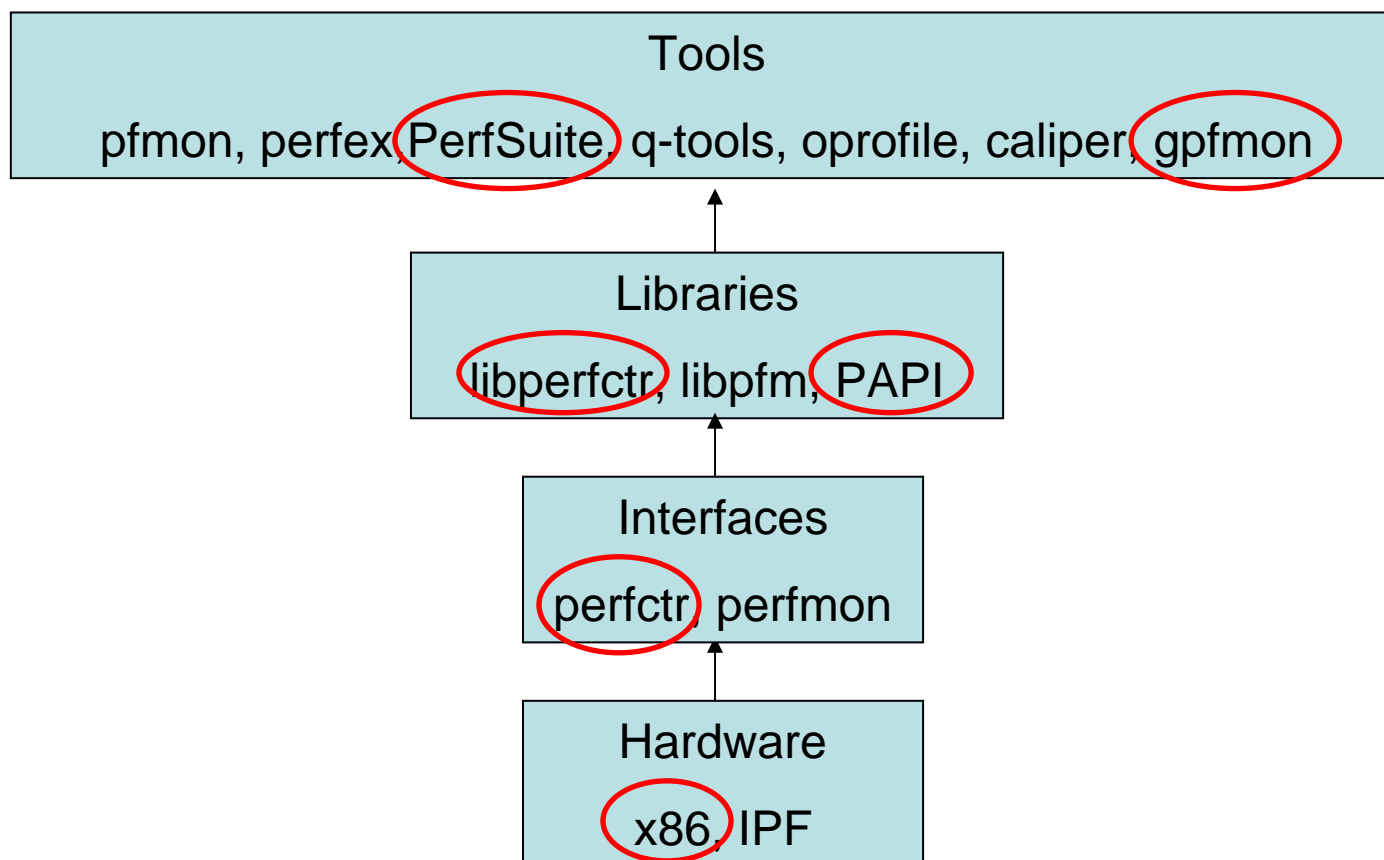 Tools
pfmon, perfex, PerfSuite, q-tools, oprofile, caliper, gpfmon
Libraries
libperfctr, libpfm, PAPI
Interfaces
perfctr, perfmon
Hardware
x86, IPF